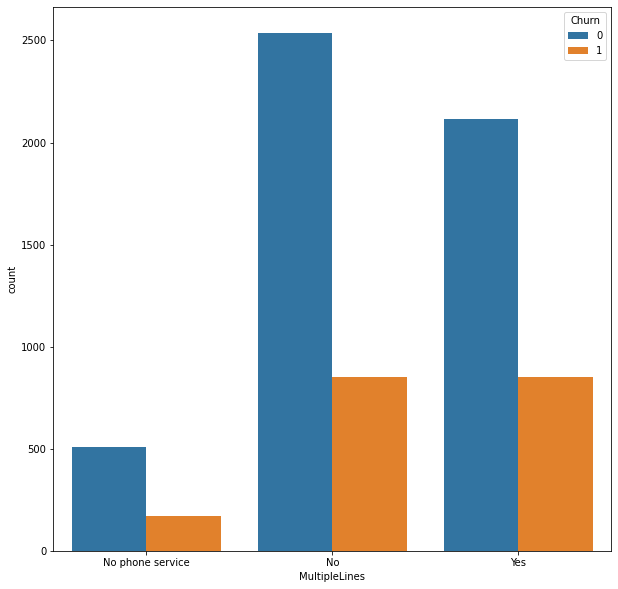 Churn
0
1
2500
2000
1500
1000
500
0
count
No phone service
No
Yes
MultipleLines